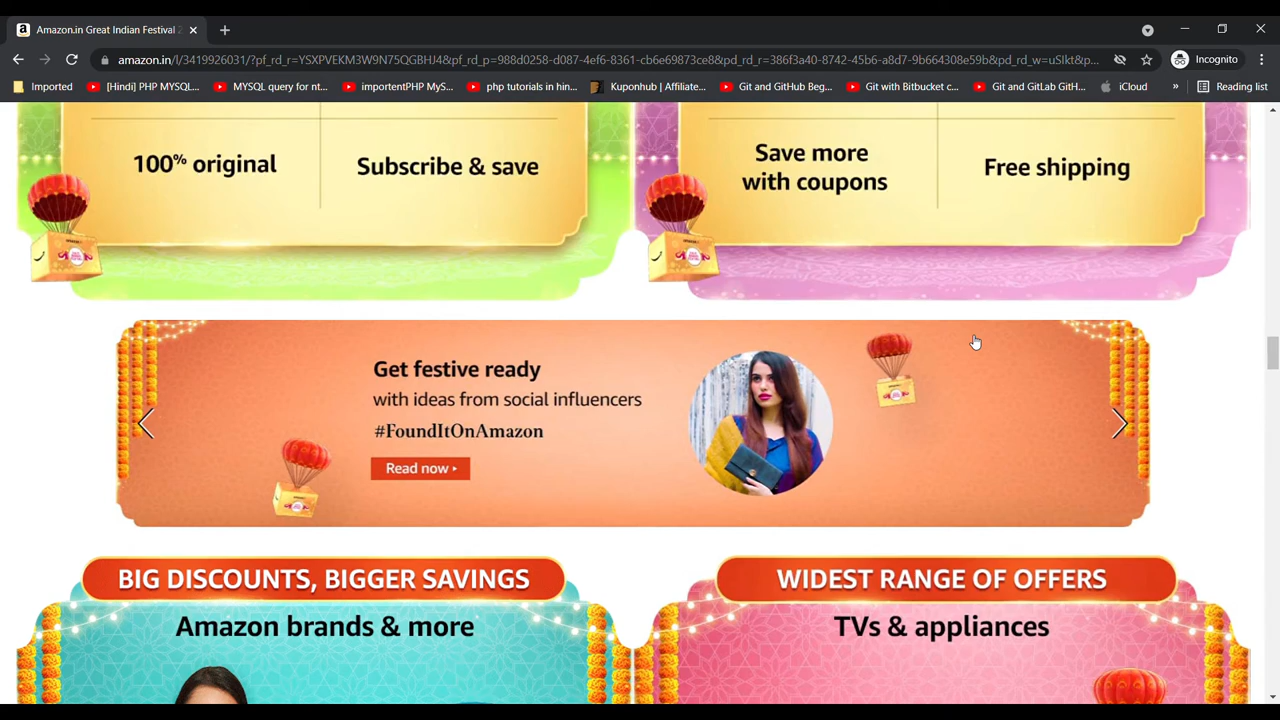 Amazon.in Great Indian Festival
amazon.in/l/3419926031/?pf_rd_r=YSXPVEKM3W9N75QGBHJ4&pf_rd_p=988d0258-d087-4ef6-8361-cb6e69873ce8&pd_rd_r=386f3a40-8742-45b6-a8d7-9b664308e59b&pd_rd_w=uSIkt&p...
Incognito
Imported
[Hindi] PHP MYSQL...
MYSQL query for nt...
importentPHP MyS...
php tutorials in hin...
Kuponhub | Affiliate...
Git and GitHub Beg...
Git with Bitbucket c...
Git and GitLab GitH...
iCloud
»
Reading list
100% original
Subscribe & save
Save more
with coupons
Free shipping
Get festive ready
with ideas from social influencers
#FoundItOnAmazon
Read now
BIG DISCOUNTS, BIGGER SAVINGS
WIDEST RANGE OF OFFERS
Amazon brands & more
TVs & appliances